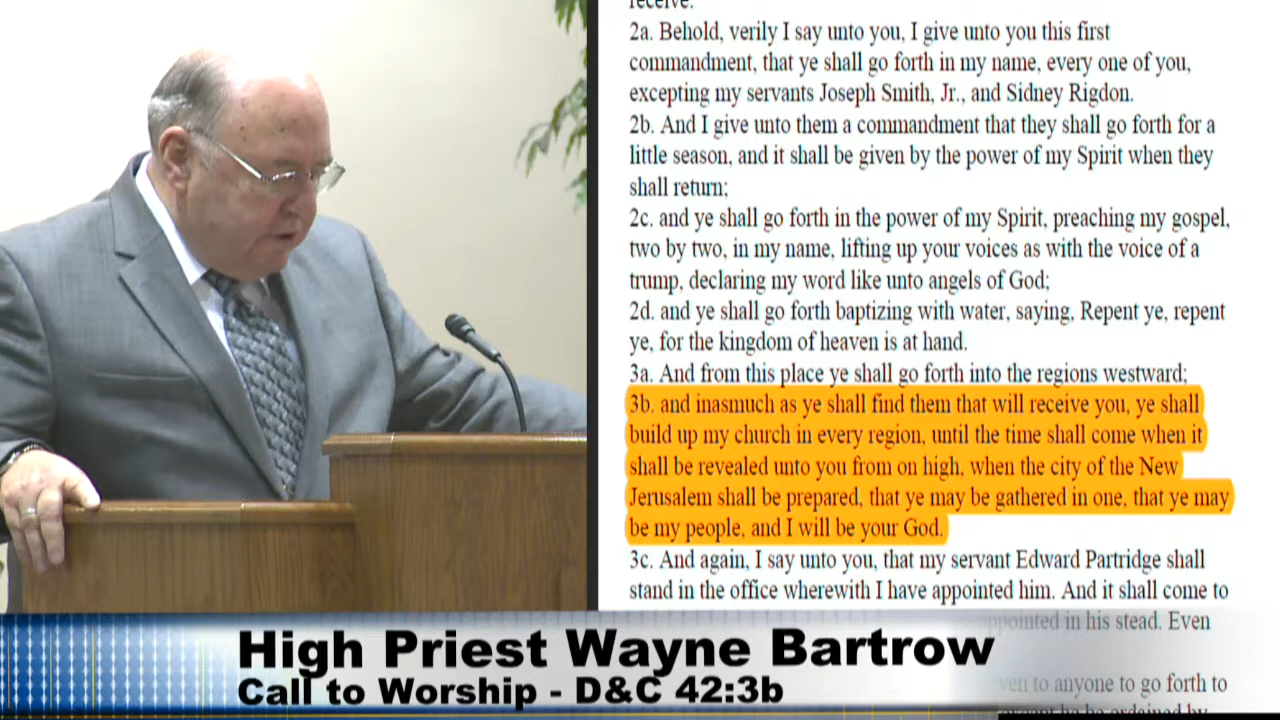 receive.
2a. Behold, verily I say unto you, I give unto you this first
commandment, that ye shall go forth in my name, every one of you,
excepting my servants Joseph Smith, Jr., and Sidney Rigdon.
2b. And I give unto them a commandment that they shall go forth for a
little season, and it shall be given by the power of my Spirit when they
shall return;
2c. and ye shall go forth in the power of my Spirit, preaching my gospel,
two by two, in my name, lifting up your voices as with the voice of a
trump, declaring my word like unto angels of God;
2d. and ye shall go forth baptizing with water, saying, Repent ye, repent
ye, for the kingdom of heaven is at hand.
3a. And from this place ye shall go forth into the regions westward;
3b. and inasmuch as ye shall find them that will receive you, ye shall
build up my church in every region, until the time shall come when it
shall be revealed unto you from on high, when the city of the New
Jerusalem shall be prepared, that ye may be gathered in one, that ye may
be my people, and I will be your God.
3c. And again, I say unto you, that my servant Edward Partridge shall
stand in the office wherewith I have appointed him. And it shall come to
ppointed in his stead. Even
ven to anyone to go forth to
High Priest Wayne Bartrow
Call to Worship - D&C 42:3b